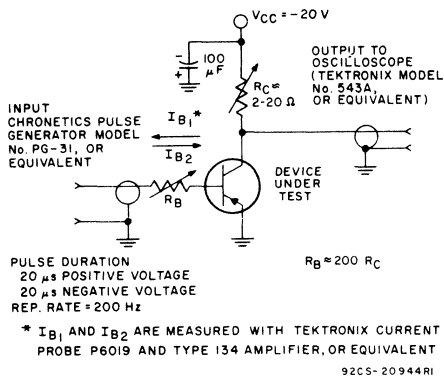 VCC = -20 V
-
+
100
μF
RC ≈
2-20 Ω
OUTPUT TO
OSCILLOSCOPE
(TEKTRONIX MODEL
No. 543A,
OR EQUIVALENT)
INPUT
CHRONETICS PULSE
GENERATOR MODEL
No. PG-31, OR
EQUIVALENT
IB1*
IB2
RB
DEVICE
UNDER
TEST
PULSE DURATION
20 μs POSITIVE VOLTAGE
20 μs NEGATIVE VOLTAGE
REP. RATE = 200 Hz
RB ≈ 200 RC
* IB1 AND IB2 ARE MEASURED WITH TEKTRONIX CURRENT
PROBE P6019 AND TYPE 134 AMPLIFIER, OR EQUIVALENT
92CS-20944R1